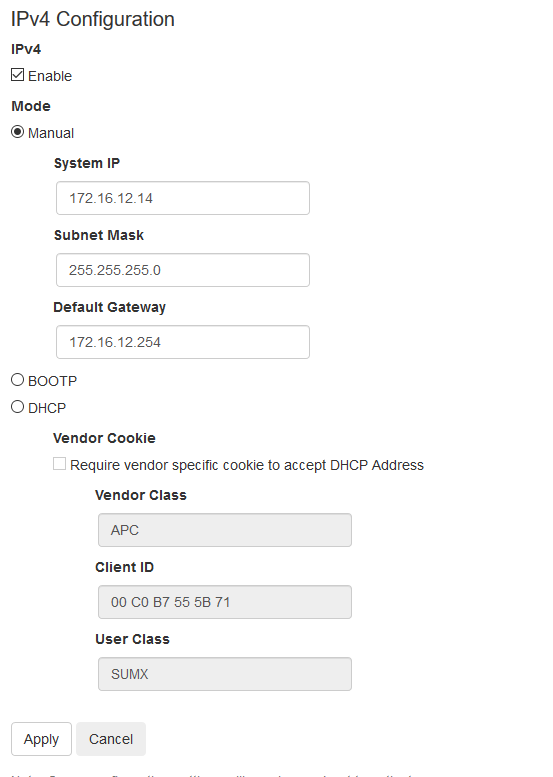 IPv4 Configuration
IPv4
Enable
Mode
Manual
System IP
172.16.12.14
Subnet Mask
255.255.255.0
Default Gateway
172.16.12.254
BOOTP
DHCP
Vendor Cookie
Require vendor specific cookie to accept DHCP Address
Vendor Class
APC
Client ID
00 C0 B7 55 5B 71
User Class
SUMX
Apply Cancel